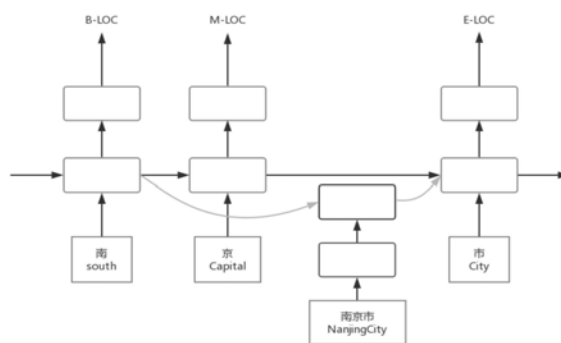 B-LOC M-LOC E-LOC
南
south
京
Capital
市
City
南京市
NanjingCity